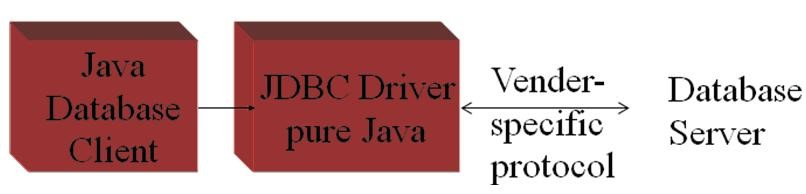 Java
Database
Client
JDBC Driver
pure Java
Vender-
specific
protocol
Database
Server